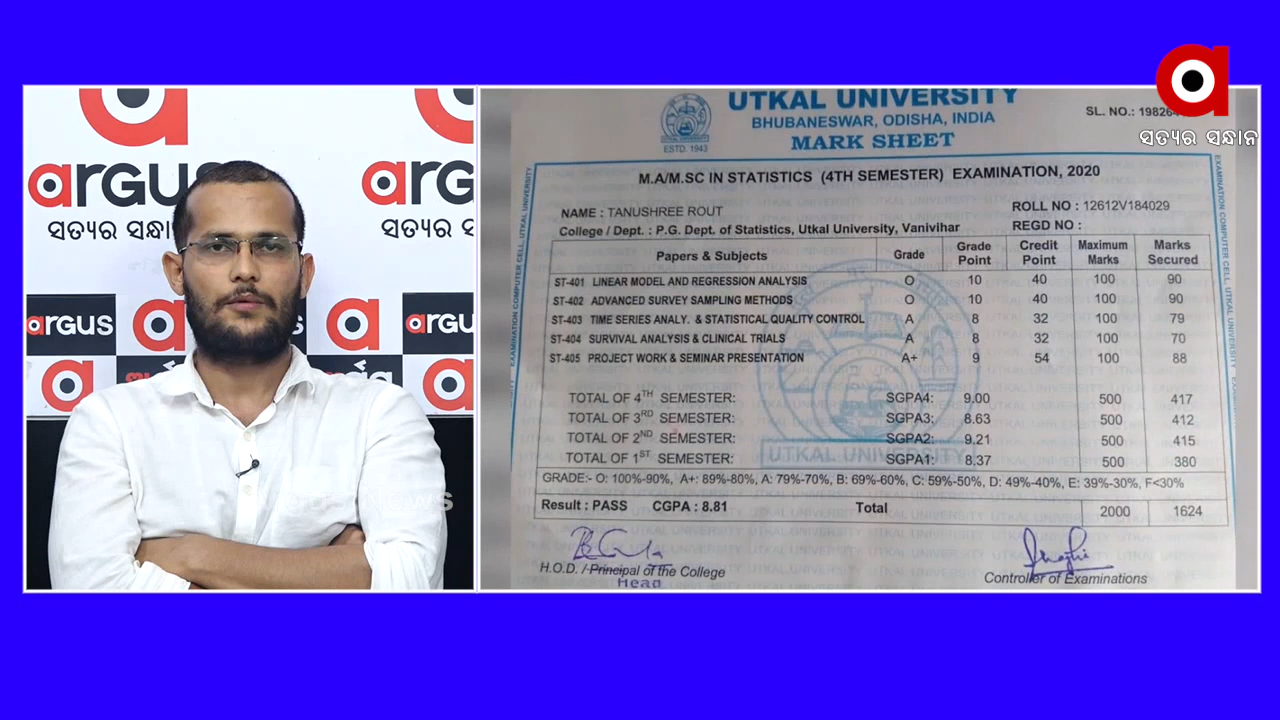 ସତ୍ୟର ସନ୍ଧାନ
argus
ସତ୍ୟର ସନ୍ଧାନ
argus
argus
argus
UTKAL UNIVERSITY
BHUBANESWAR, ODISHA, INDIA
MARK SHEET
ESTD. 1943
M.A/M.SC IN STATISTICS (4TH SEMESTER) EXAMINATION, 2020
NAME : TANUSHREE ROUT ROLL NO : 12612V184029
College / Dept. : P.G. Dept. of Statistics, Utkal University, Vanivihar REGD NO :
Papers & Subjects Grade Grade Point Credit Point Maximum Marks Marks Secured
ST-401 LINEAR MODEL AND REGRESSION ANALYSIS O 10 40 100 90
ST-402 ADVANCED SURVEY SAMPLING METHODS O 10 40 100 90
ST-403 TIME SERIES ANALY. & STATISTICAL QUALITY CONTROL A 8 32 100 79
ST-404 SURVIVAL ANALYSIS & CLINICAL TRIALS A 8 32 100 70
ST-405 PROJECT WORK & SEMINAR PRESENTATION A+ 9 54 100 88
TOTAL OF 4TH SEMESTER: SGPA4: 9.00 500 417
TOTAL OF 3RD SEMESTER: SGPA3: 8.63 500 412
TOTAL OF 2ND SEMESTER: SGPA2: 9.21 500 415
TOTAL OF 1ST SEMESTER: SGPA1: 8.37 500 380
UTKAL UNIVERSITY
GRADE:- O: 100%-90%, A+: 89%-80%, A: 79%-70%, B: 69%-60%, C: 59%-50%, D: 49%-40%, E: 39%-30%, F<30%
Result : PASS CGPA : 8.81 Total 2000 1624
H.O.D. / Principal of the College Controller of Examinations
Head